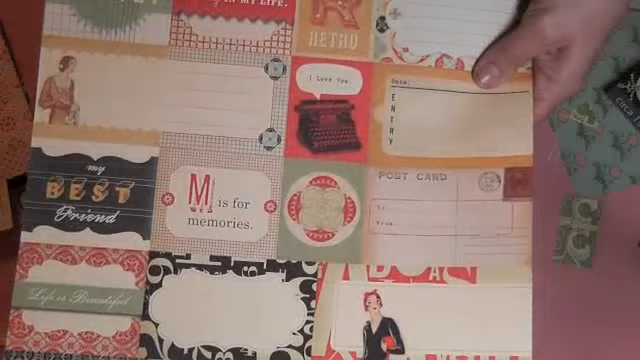 IN MY LIFE.
R
RETRO
I Love You.
Date:
ENTRY
my
BEST
Friend
M is for
memories.
POST CARD
To
From
Life is Beautiful